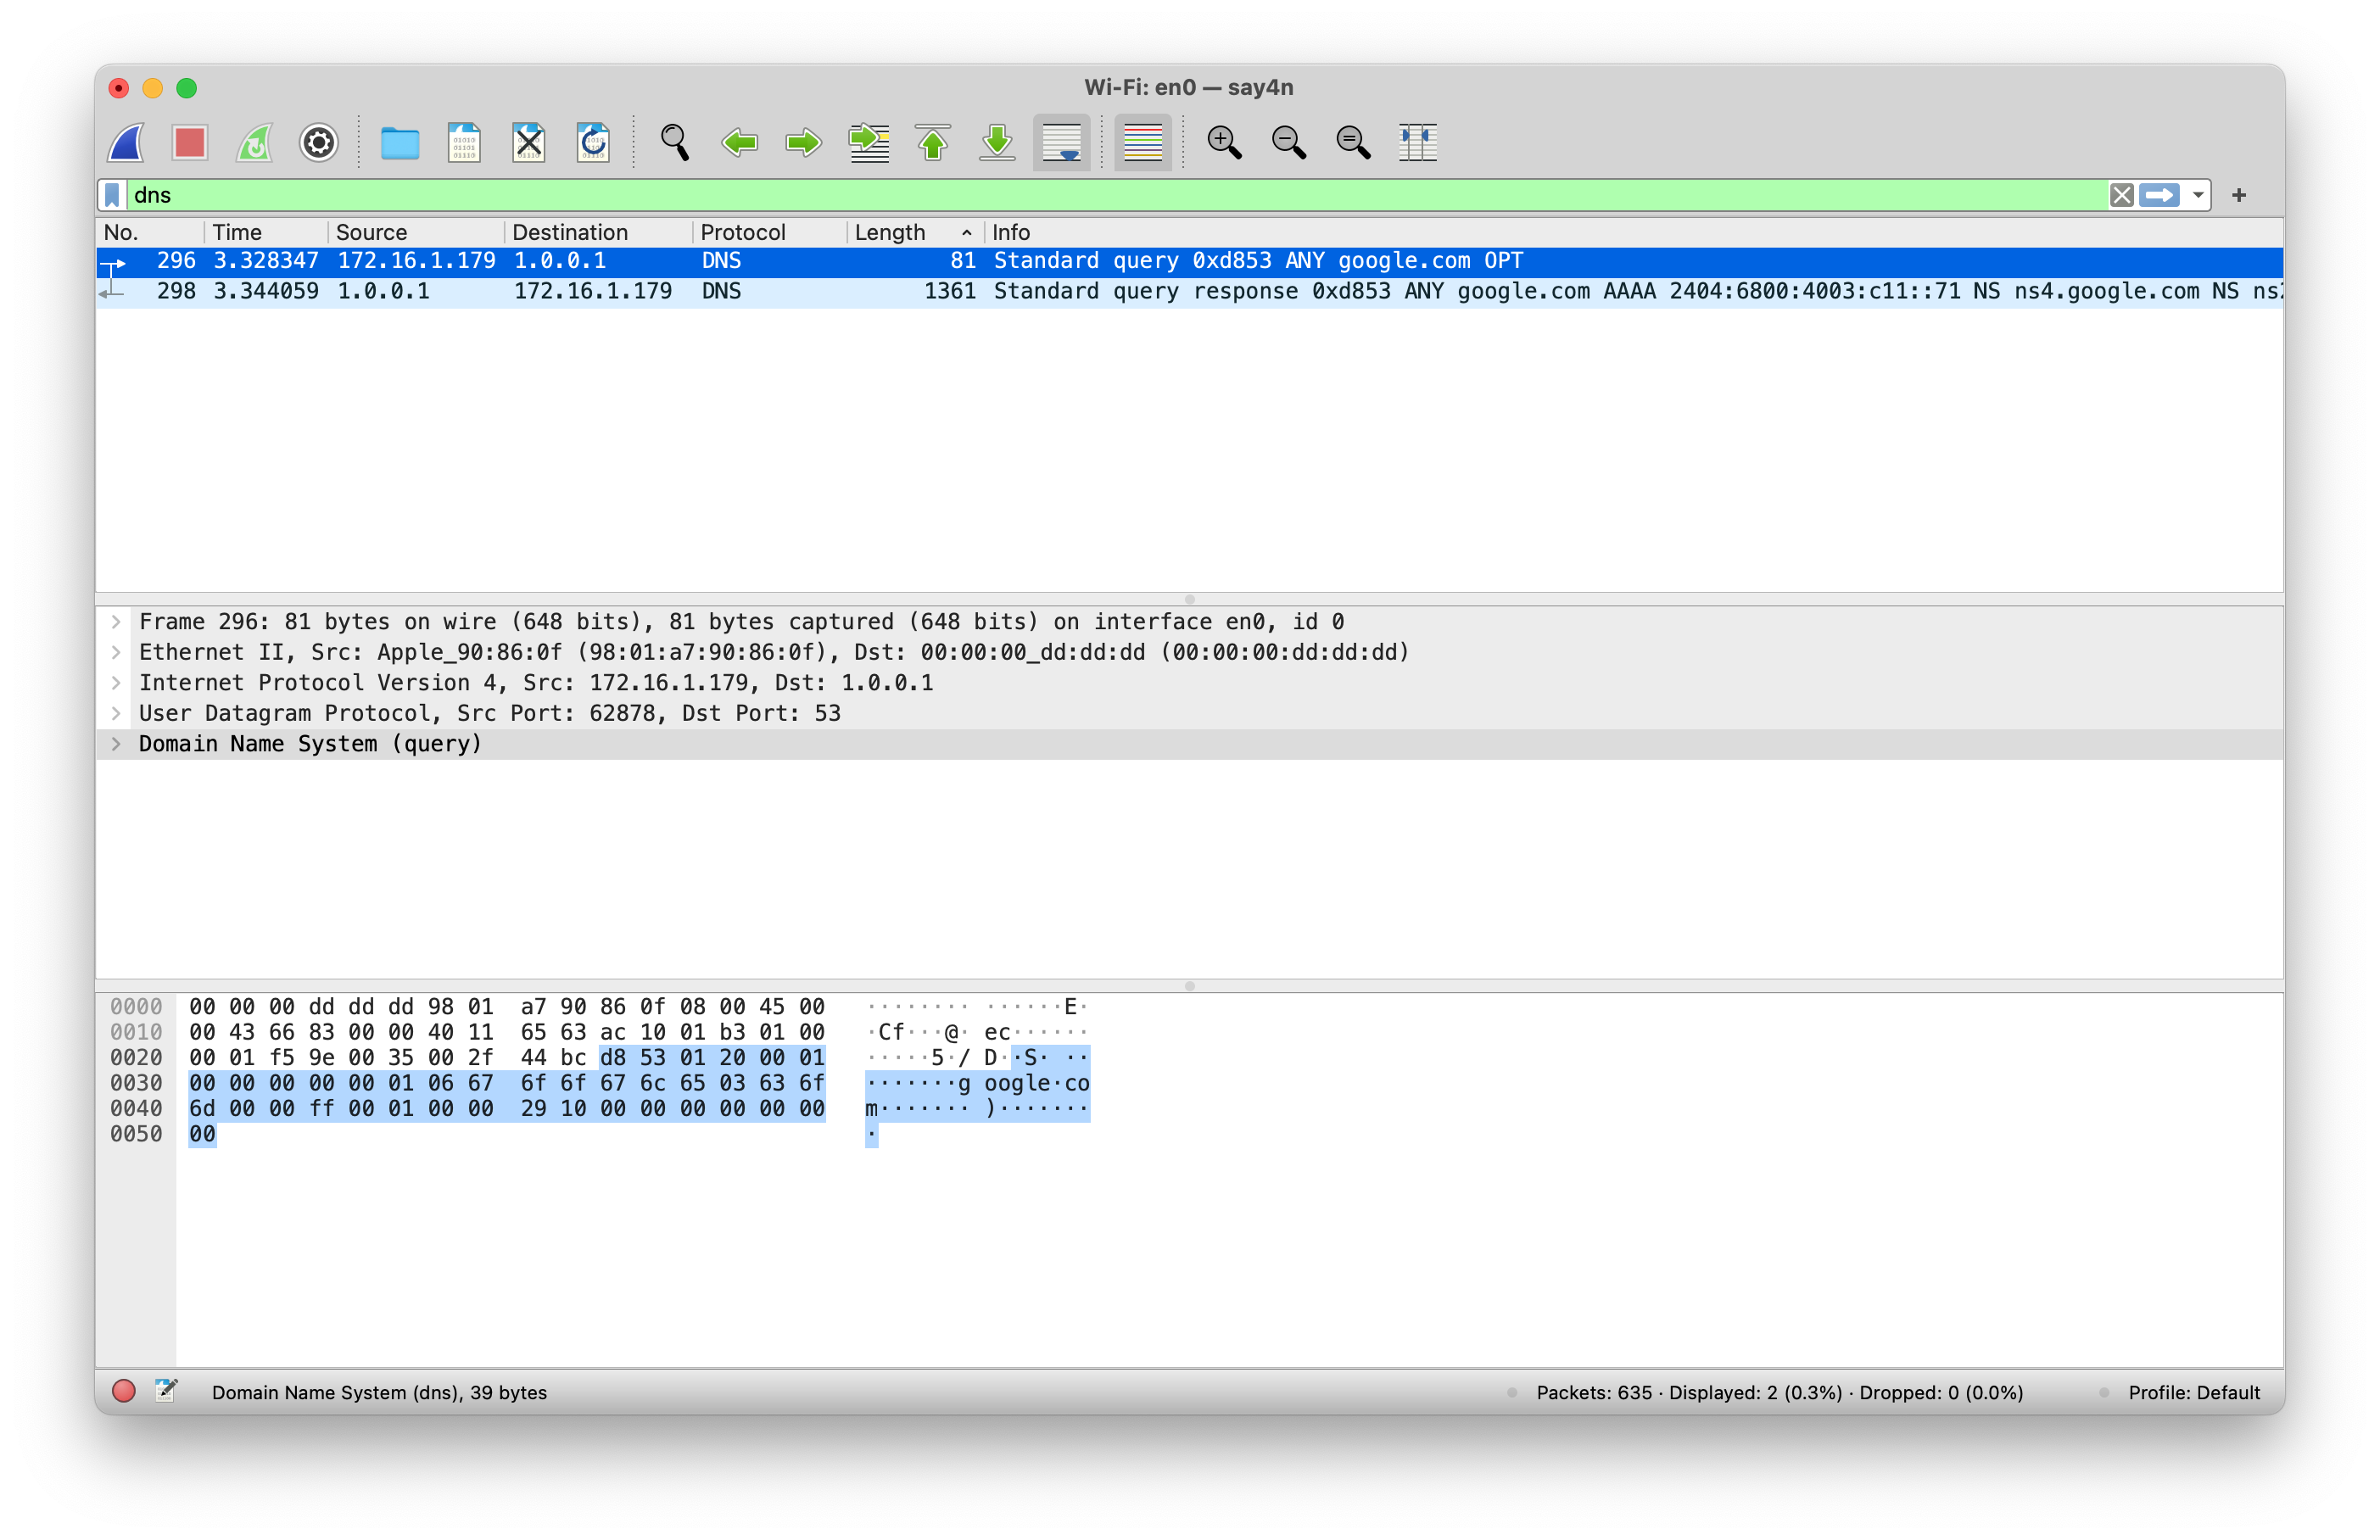 Wi-Fi: en0 — say4n
dns
No. Time Source Destination Protocol Length Info
296 3.328347 172.16.1.179 1.0.0.1 DNS 81 Standard query 0xd853 ANY google.com OPT
298 3.344059 1.0.0.1 172.16.1.179 DNS 1361 Standard query response 0xd853 ANY google.com AAAA 2404:6800:4003:c11::71 NS ns4.google.com NS ns
Frame 296: 81 bytes on wire (648 bits), 81 bytes captured (648 bits) on interface en0, id 0
Ethernet II, Src: Apple_90:86:0f (98:01:a7:90:86:0f), Dst: 00:00:00_dd:dd:dd (00:00:00:dd:dd:dd)
Internet Protocol Version 4, Src: 172.16.1.179, Dst: 1.0.0.1
User Datagram Protocol, Src Port: 62878, Dst Port: 53
Domain Name System (query)
0000 00 00 00 dd dd dd 98 01 a7 90 86 0f 08 00 45 00 ········ ······E·
0010 00 43 66 83 00 00 40 11 65 63 ac 10 01 b3 01 00 ·Cf···@· ec······
0020 00 01 f5 9e 00 35 00 2f 44 bc d8 53 01 20 00 01 ·····5·/ D··S· ··
0030 00 00 00 00 00 01 06 67 6f 6f 67 6c 65 03 63 6f ·······g oogle·co
0040 6d 00 00 ff 00 01 00 00 29 10 00 00 00 00 00 00 m······· )·······
0050 00 ·
Domain Name System (dns), 39 bytes
Packets: 635 · Displayed: 2 (0.3%) · Dropped: 0 (0.0%)
Profile: Default